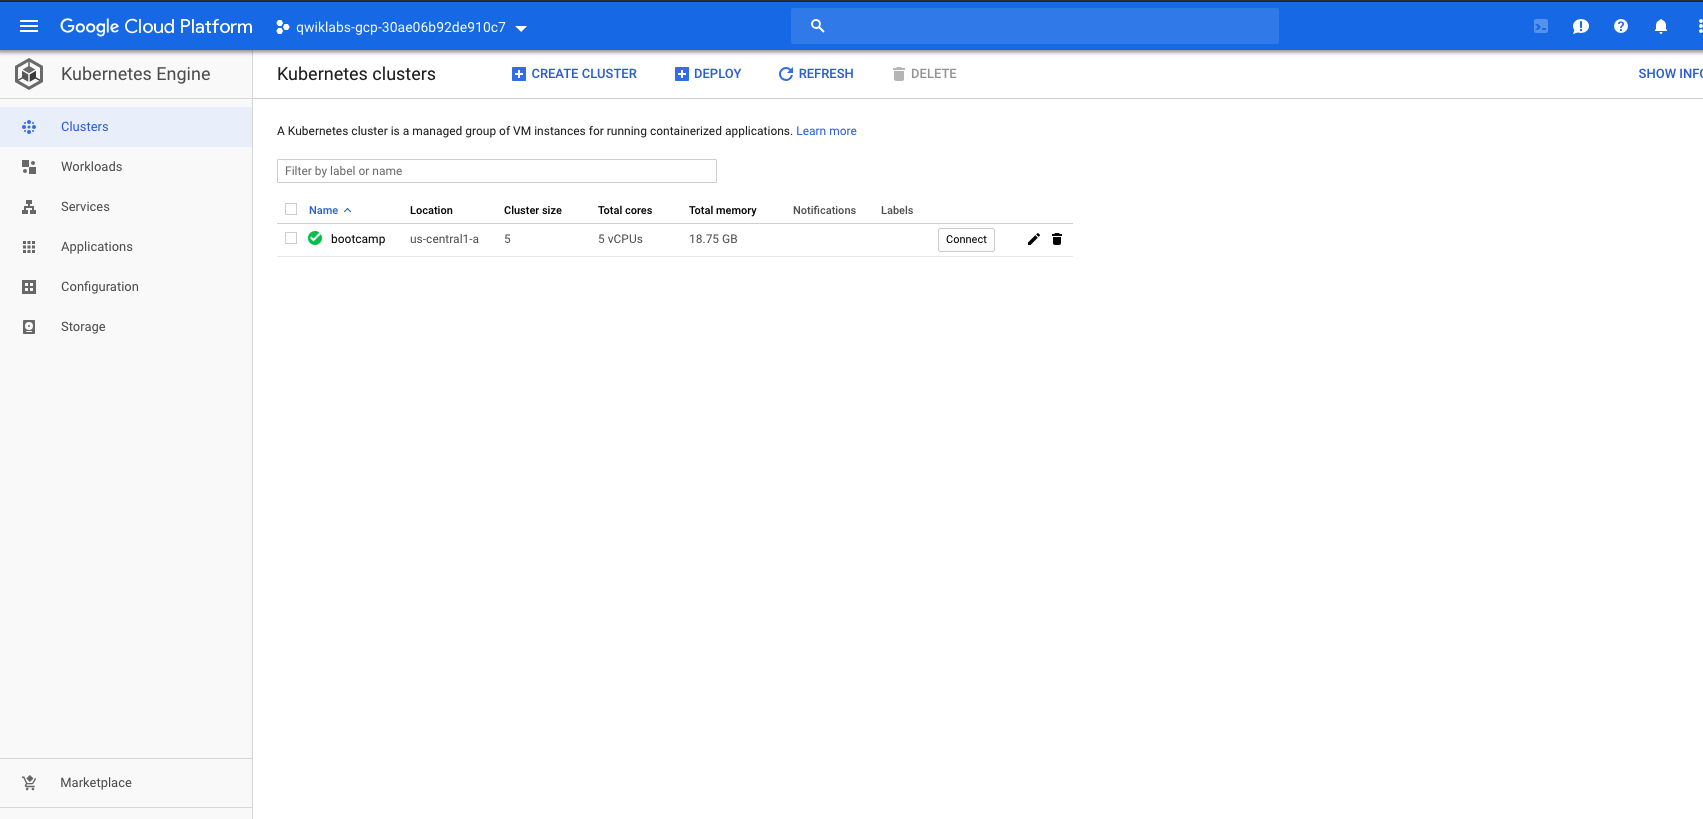 Google Cloud Platform
qwiklabs-gcp-30ae06b92de910c7
Kubernetes Engine
Kubernetes clusters
CREATE CLUSTER
DEPLOY
REFRESH
DELETE
SHOW INFO
Clusters
Workloads
Services
Applications
Configuration
Storage
Marketplace
A Kubernetes cluster is a managed group of VM instances for running containerized applications. Learn more
Filter by label or name
Name Location Cluster size Total cores Total memory Notifications Labels
bootcamp us-central1-a 5 5 vCPUs 18.75 GB Connect